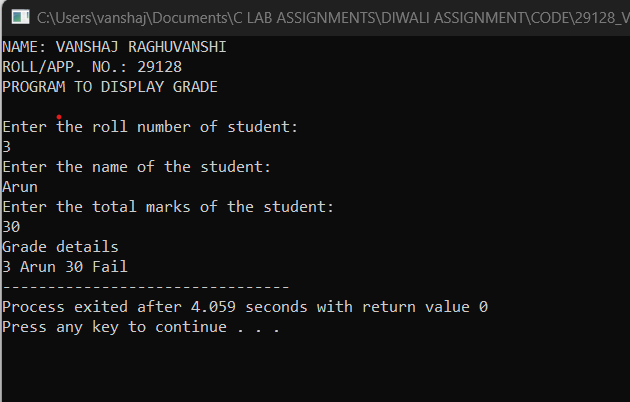 C:\Users\vanshaj\Documents\C LAB ASSIGNMENTS\DIWALI ASSIGNMENT\CODE\29128_V
NAME: VANSHAJ RAGHUVANSHI
ROLL/APP. NO.: 29128
PROGRAM TO DISPLAY GRADE
Enter the roll number of student:
3
Enter the name of the student:
Arun
Enter the total marks of the student:
30
Grade details
3 Arun 30 Fail
--------------------------------
Process exited after 4.059 seconds with return value 0
Press any key to continue . . .